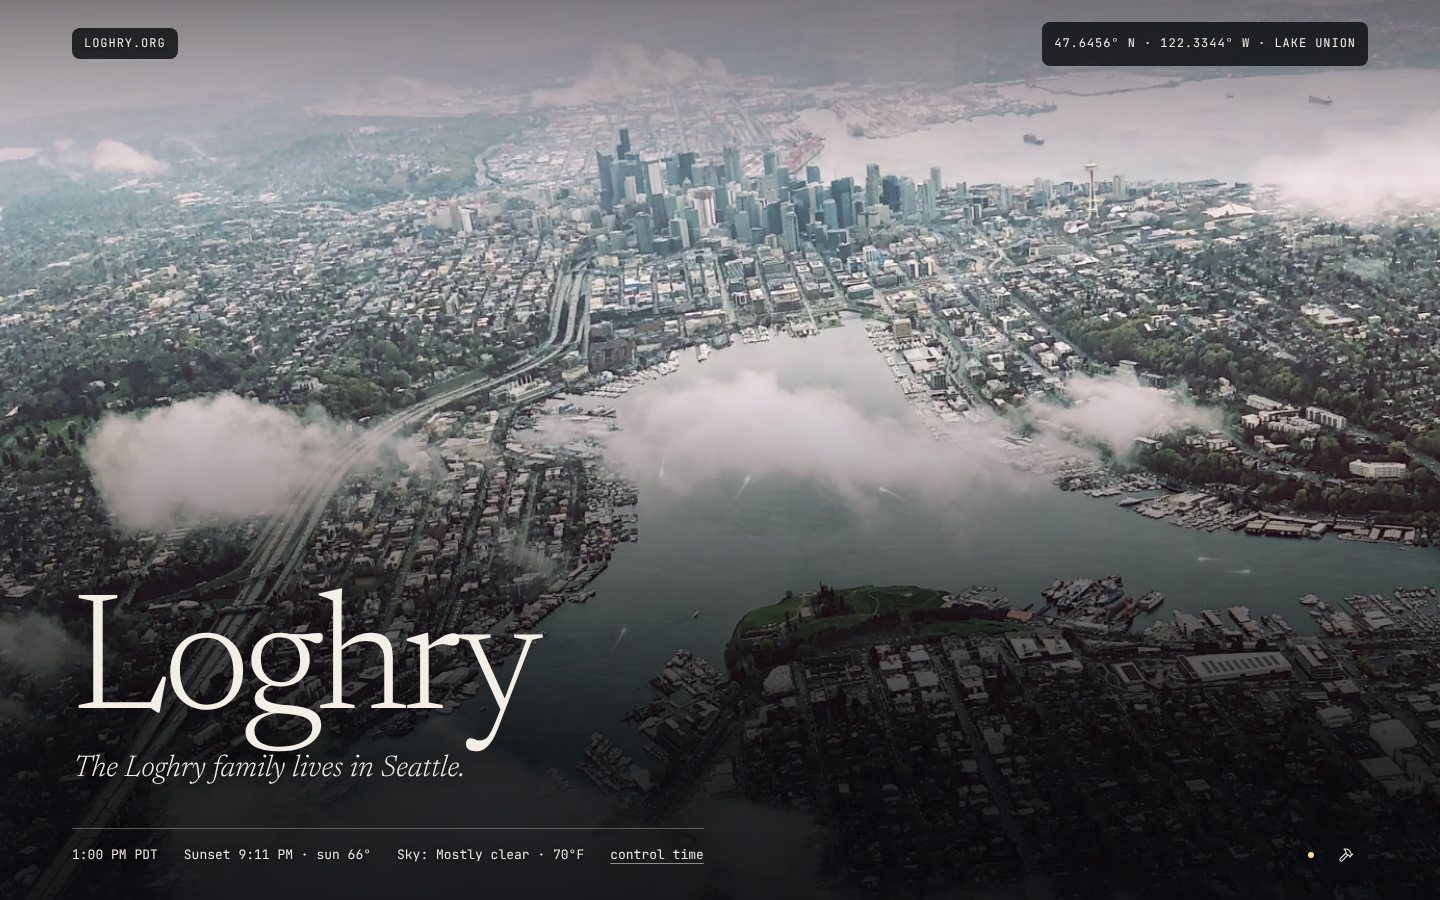 LOGHRY.ORG
47.6456° N · 122.3344° W · LAKE UNION
Loghry
The Loghry family lives in Seattle.
1:00 PM PDT Sunset 9:11 PM · sun 66° Sky: Mostly clear · 70°F control time